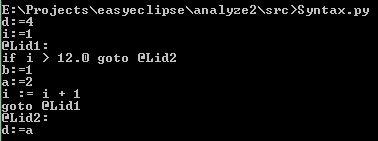 E:\Projects\easyeclipse\analyze2\src>Syntax.py
d:=4
i:=1
@Lid1:
if i > 12.0 goto @Lid2
b:=1
a:=2
i := i + 1
goto @Lid1
@Lid2:
d:=a